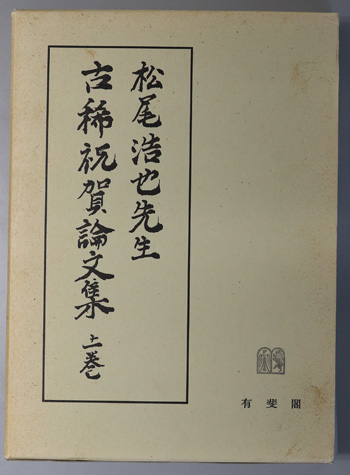 松尾浩也先生
古稀祝賀論文集 上巻
有斐閣